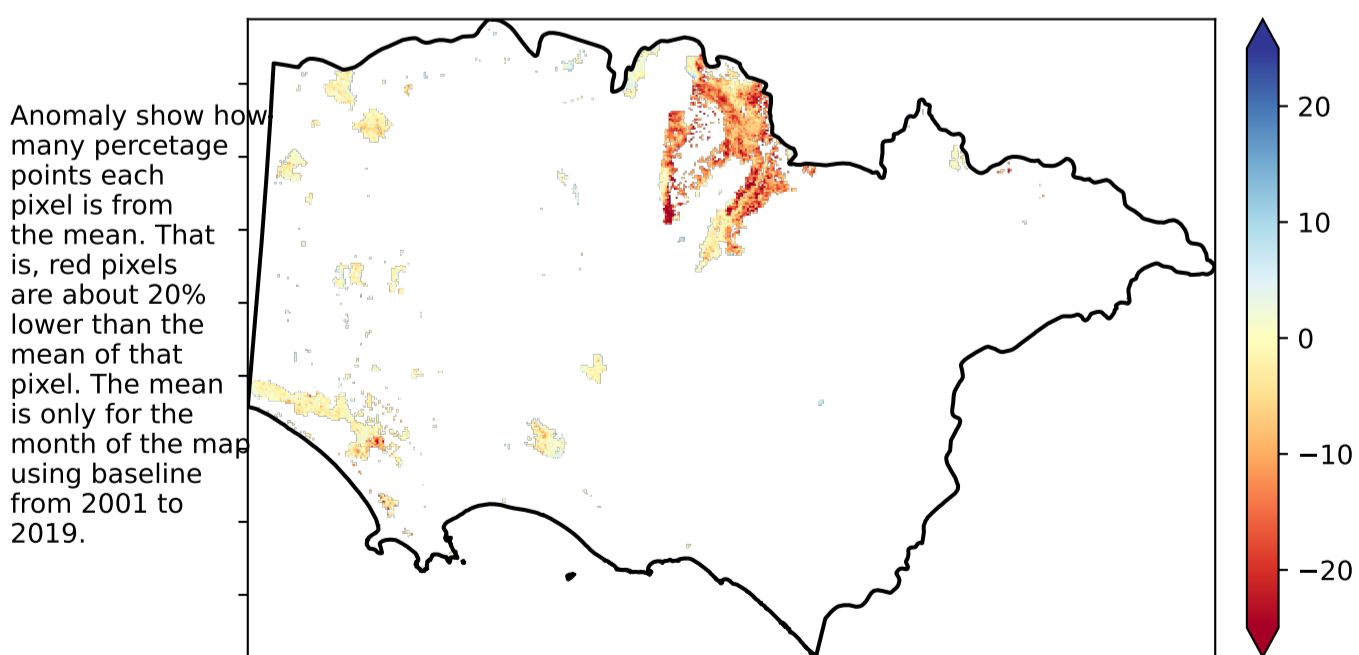 Anomaly show how
many percetage
points each
pixel is from
the mean. That
is, red pixels
are about 20%
lower than the
mean of that
pixel. The mean
is only for the
month of the map
using baseline
from 2001 to
2019.
20
10
0
−10
−20